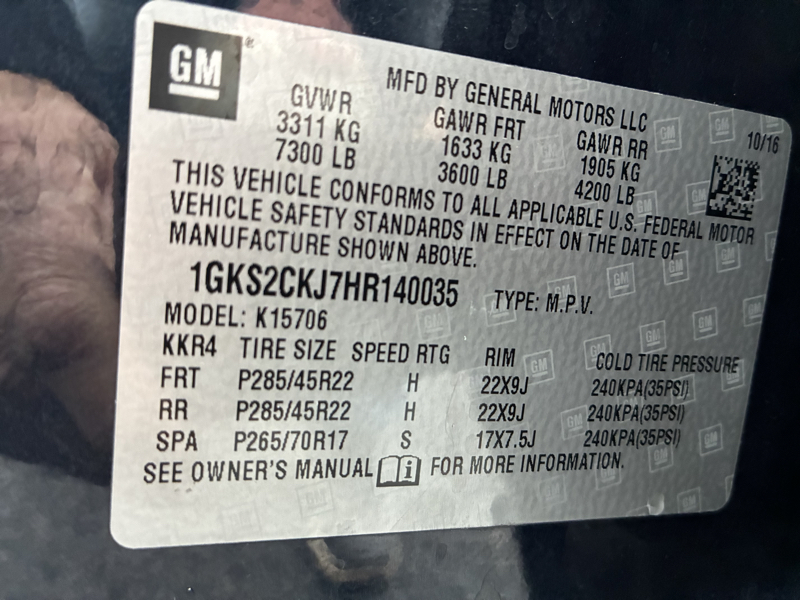 GM
MFD BY GENERAL MOTORS LLC
10/16
GVWR GAWR FRT GAWR RR
3311 KG 1633 KG 1905 KG
7300 LB 3600 LB 4200 LB
THIS VEHICLE CONFORMS TO ALL APPLICABLE U.S. FEDERAL MOTOR
VEHICLE SAFETY STANDARDS IN EFFECT ON THE DATE OF
MANUFACTURE SHOWN ABOVE.
1GKS2CKJ7HR140035 TYPE: M.P.V.
MODEL: K15706
KKR4 TIRE SIZE SPEED RTG RIM COLD TIRE PRESSURE
FRT P285/45R22 H 22X9J 240KPA(35PSI)
RR P285/45R22 H 22X9J 240KPA(35PSI)
SPA P265/70R17 S 17X7.5J 240KPA(35PSI)
SEE OWNER'S MANUAL FOR MORE INFORMATION.